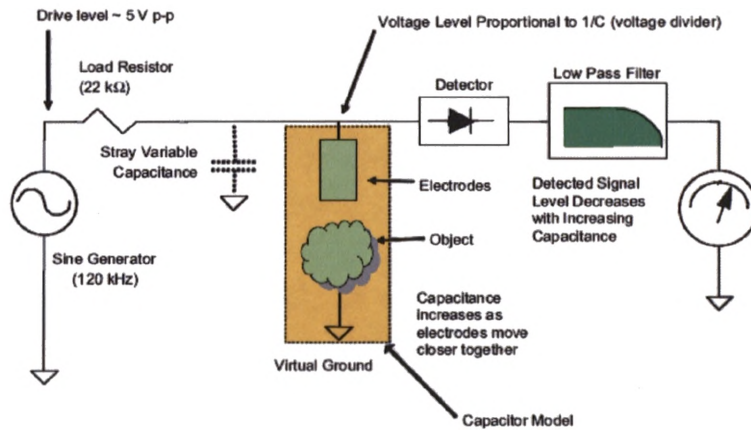 Drive level ~ 5 V p-p
Voltage Level Proportional to 1/C (voltage divider)
Load Resistor
(22 kΩ)
Detector
Low Pass Filter
Stray Variable
Capacitance
Electrodes
Detected Signal
Level Decreases
with Increasing
Capacitance
Object
Sine Generator
(120 kHz)
Capacitance
increases as
electrodes move
closer together
Virtual Ground
Capacitor Model